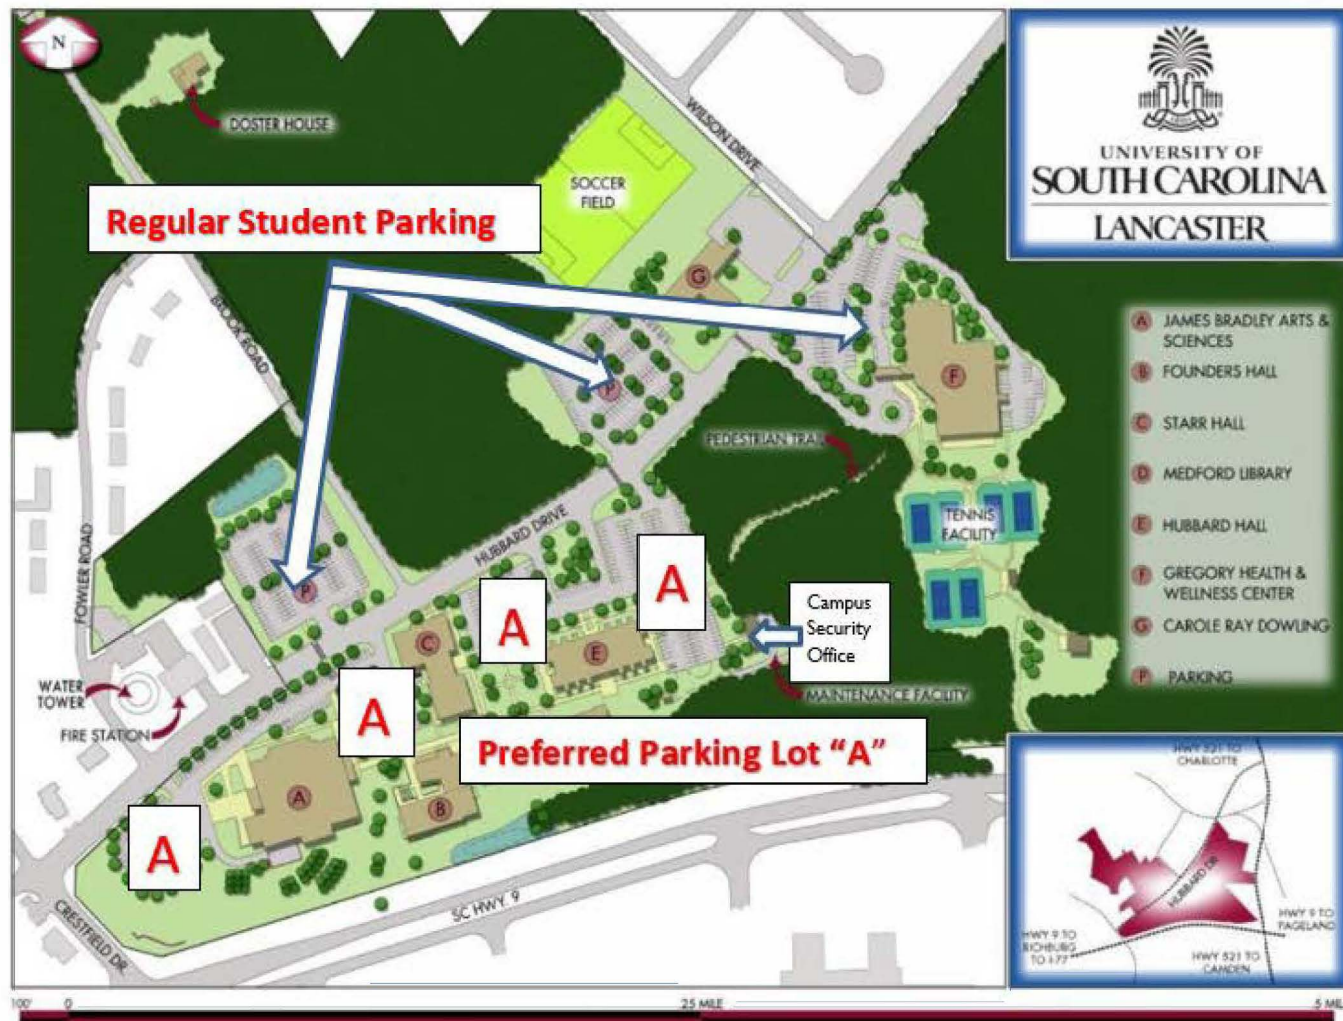 N
DOSTER HOUSE
WILSON DRIVE
SOCCER
FIELD
Regular Student Parking
UNIVERSITY OF
SOUTH CAROLINA
LANCASTER
G
BROOK ROAD
F
A JAMES BRADLEY ARTS &
SCIENCES
B FOUNDERS HALL
C STARR HALL
D MEDFORD LIBRARY
E HUBBARD HALL
F GREGORY HEALTH &
WELLNESS CENTER
G CAROLE RAY DOWLING
P PARKING
P
PEDESTRIAN TRAIL
TENNIS
FACILITY
HUBBARD DRIVE
FOWLER ROAD
P
A
A
Campus
Security
Office
C
E
MAINTENANCE FACILITY
WATER
TOWER
FIRE STATION
A
Preferred Parking Lot “A”
A
B
A
SC HWY. 9
CRESTFIELD DR.
HWY 521 TO
CHARLOTTE
HUBBARD DR
HWY 9 TO
PAGELAND
HWY 9 TO
RICHBURG
TO I-77
HWY 521 TO
CAMDEN
100' 0 .25 MILE .5 MILE